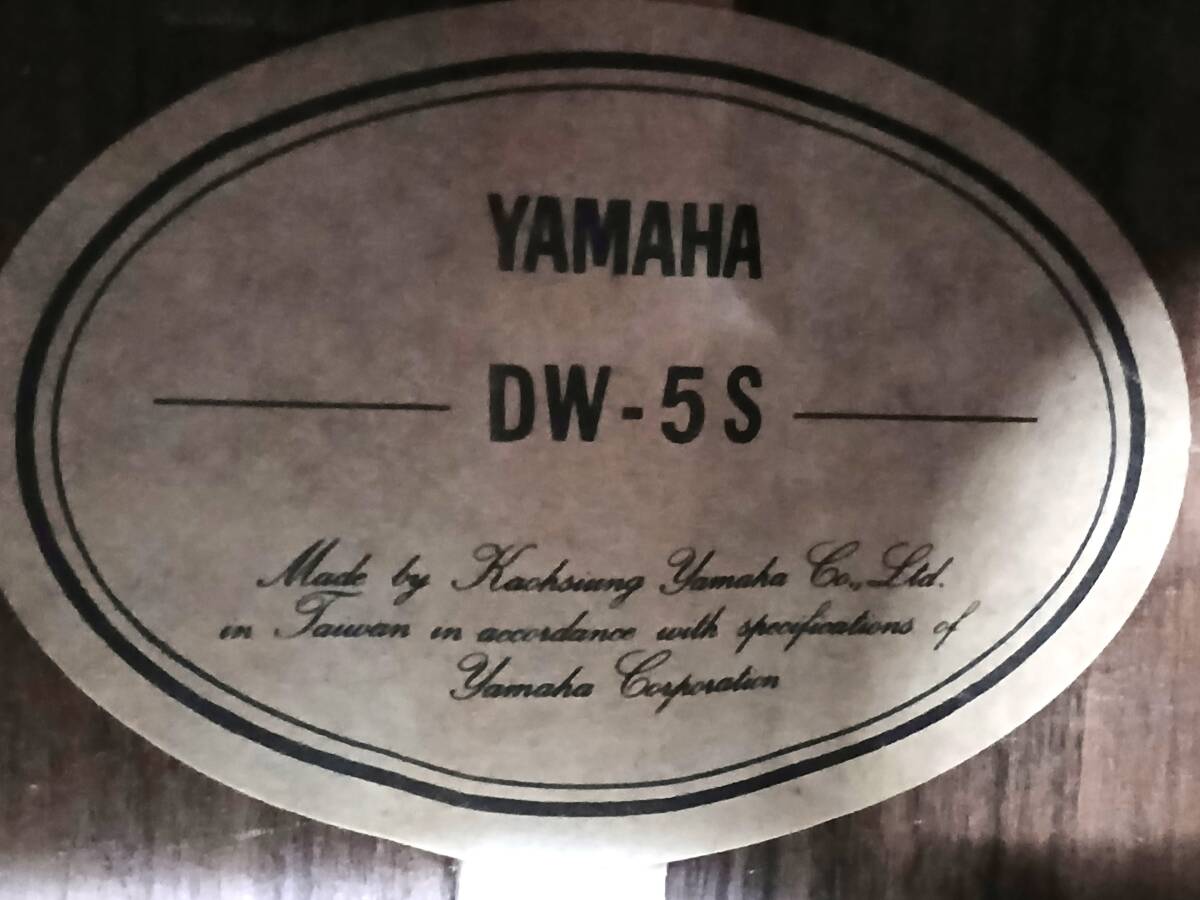 YAMAHA
DW-5S
Made by Kaohsiung Yamaha Co., Ltd.
in Taiwan in accordance with specifications of
Yamaha Corporation